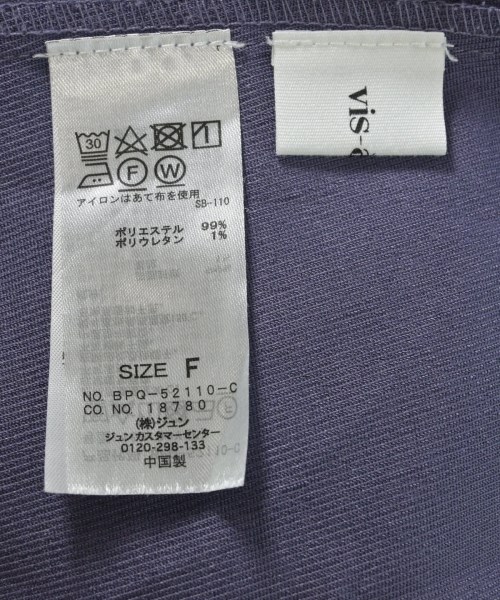 30
F W
アイロンはあて布を使用
SB-110
ポリエステル 99%
ポリウレタン 1%
SIZE F
NO. BPQ-52110-C
CO. NO. 18780
(株)ジュン
ジュン カスタマーセンター
0120-298-133
中国製
vis-à